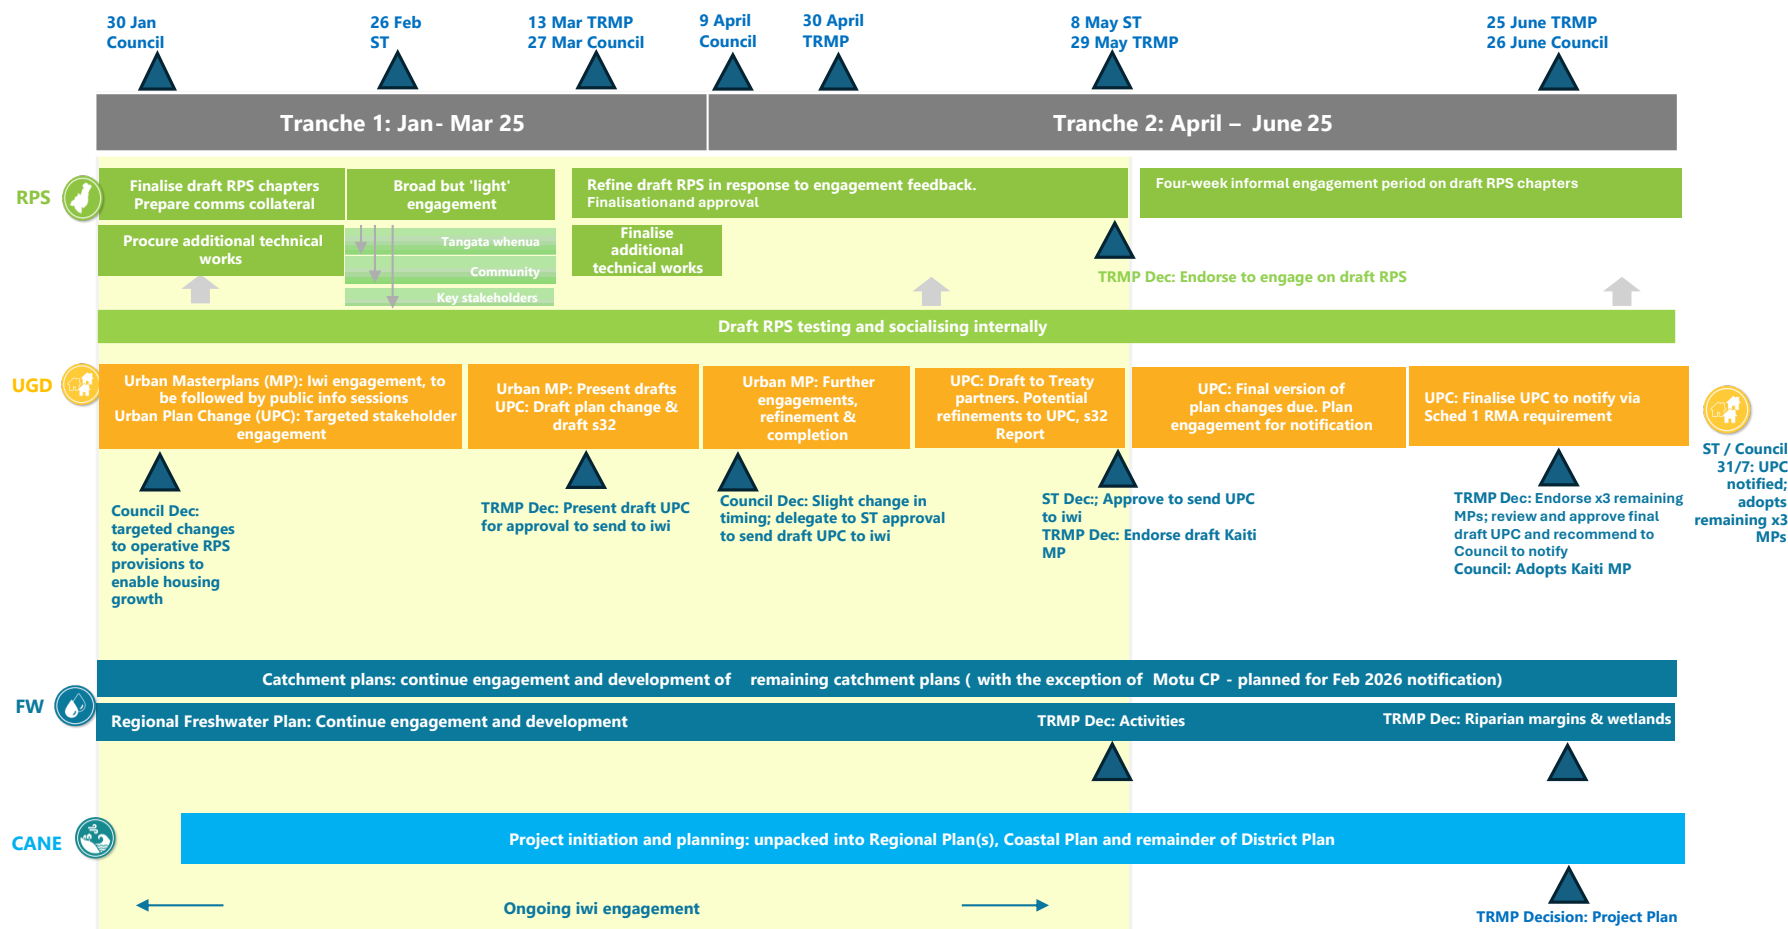 30 Jan
Council
26 Feb
ST
13 Mar TRMP
27 Mar Council
9 April
Council
30 April
TRMP
8 May ST
29 May TRMP
25 June TRMP
26 June Council
Tranche 1: Jan- Mar 25
Tranche 2: April – June 25
RPS
Finalise draft RPS chapters
Prepare comms collateral
Broad but 'light'
engagement
Refine draft RPS in response to engagement feedback.
Finalisationand approval
Four-week informal engagement period on draft RPS chapters
Procure additional technical
works
Tangata whenua
Community
Key stakeholders
Finalise
additional
technical works
TRMP Dec: Endorse to engage on draft RPS
Draft RPS testing and socialising internally
UGD
Urban Masterplans (MP): Iwi engagement, to
be followed by public info sessions
Urban Plan Change (UPC): Targeted stakeholder
engagement
Urban MP: Present drafts
UPC: Draft plan change &
draft s32
Urban MP: Further
engagements,
refinement &
completion
UPC: Draft to Treaty
partners. Potential
refinements to UPC, s32
Report
UPC: Final version of
plan changes due. Plan
engagement for notification
UPC: Finalise UPC to notify via
Sched 1 RMA requirement
ST / Council
31/7: UPC
notified;
adopts
remaining x3
MPs
Council Dec:
targeted changes
to operative RPS
provisions to
enable housing
growth
TRMP Dec: Present draft UPC
for approval to send to iwi
Council Dec: Slight change in
timing; delegate to ST approval
to send draft UPC to iwi
ST Dec:; Approve to send UPC
to iwi
TRMP Dec: Endorse draft Kaiti
MP
TRMP Dec: Endorse x3 remaining
MPs; review and approve final
draft UPC and recommend to
Council to notify
Council: Adopts Kaiti MP
FW
Catchment plans: continue engagement and development of remaining catchment plans ( with the exception of Motu CP - planned for Feb 2026 notification)
Regional Freshwater Plan: Continue engagement and development
TRMP Dec: Activities
TRMP Dec: Riparian margins & wetlands
CANE
Project initiation and planning: unpacked into Regional Plan(s), Coastal Plan and remainder of District Plan
Ongoing iwi engagement
TRMP Decision: Project Plan